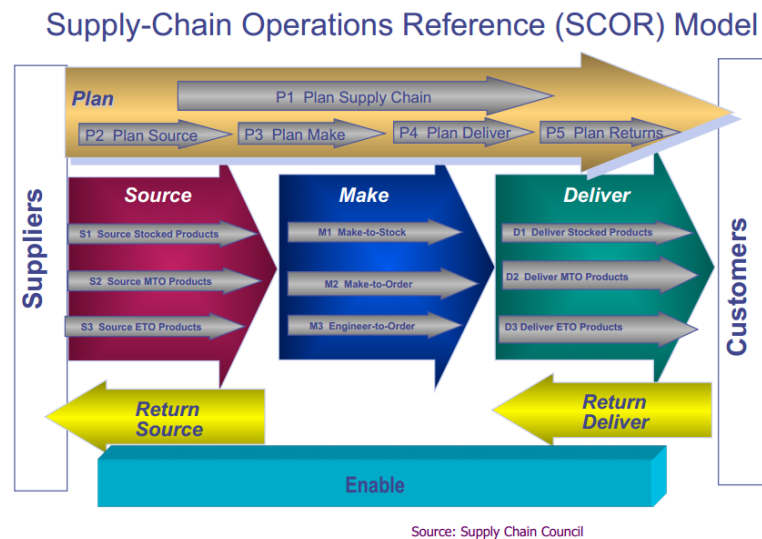 Supply-Chain Operations Reference (SCOR) Model
Suppliers
Customers
Plan
P1 Plan Supply Chain
P2 Plan Source
P3 Plan Make
P4 Plan Deliver
P5 Plan Returns
Source
S1 Source Stocked Products
S2 Source MTO Products
S3 Source ETO Products
Make
M1 Make-to-Stock
M2 Make-to-Order
M3 Engineer-to-Order
Deliver
D1 Deliver Stocked Products
D2 Deliver MTO Products
D3 Deliver ETO Products
Return
Source
Return
Deliver
Enable
Source: Supply Chain Council